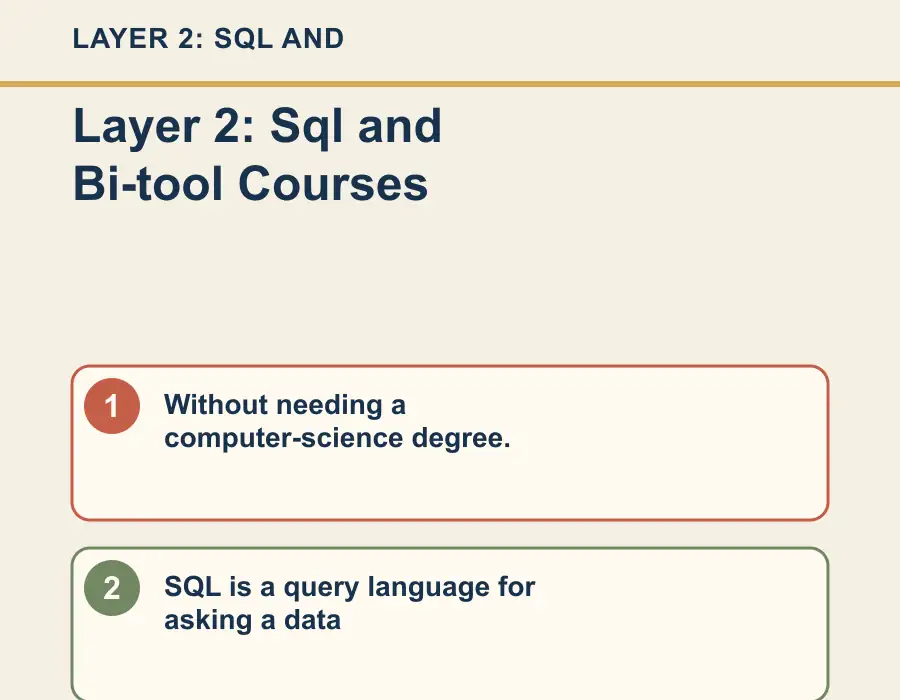 LAYER 2: SQL AND
Layer 2: Sql and
Bi-tool Courses
1
Without needing a
computer-science degree.
2
SQL is a query language for
asking a data